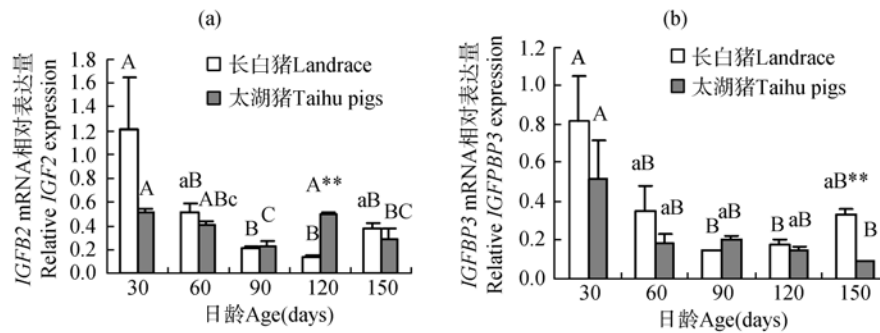 (a)
IGFB2 mRNA相对表达量
Relative IGF2 expression
1.8
1.6
1.4
1.2
1.0
0.8
0.6
0.4
0.2
0.0
长白猪Landrace
太湖猪Taihu pigs
A
A
aB
ABc
B
C
B
A**
aB
BC
30
60
90
120
150
日龄Age(days)
(b)
IGFBP3 mRNA相对表达量
Relative IGFPBP3 expression
1.2
1.0
0.8
0.6
0.4
0.2
0.0
长白猪Landrace
太湖猪Taihu pigs
A
A
aB
aB
B
aB
B
aB
aB**
B
30
60
90
120
150
日龄Age(days)